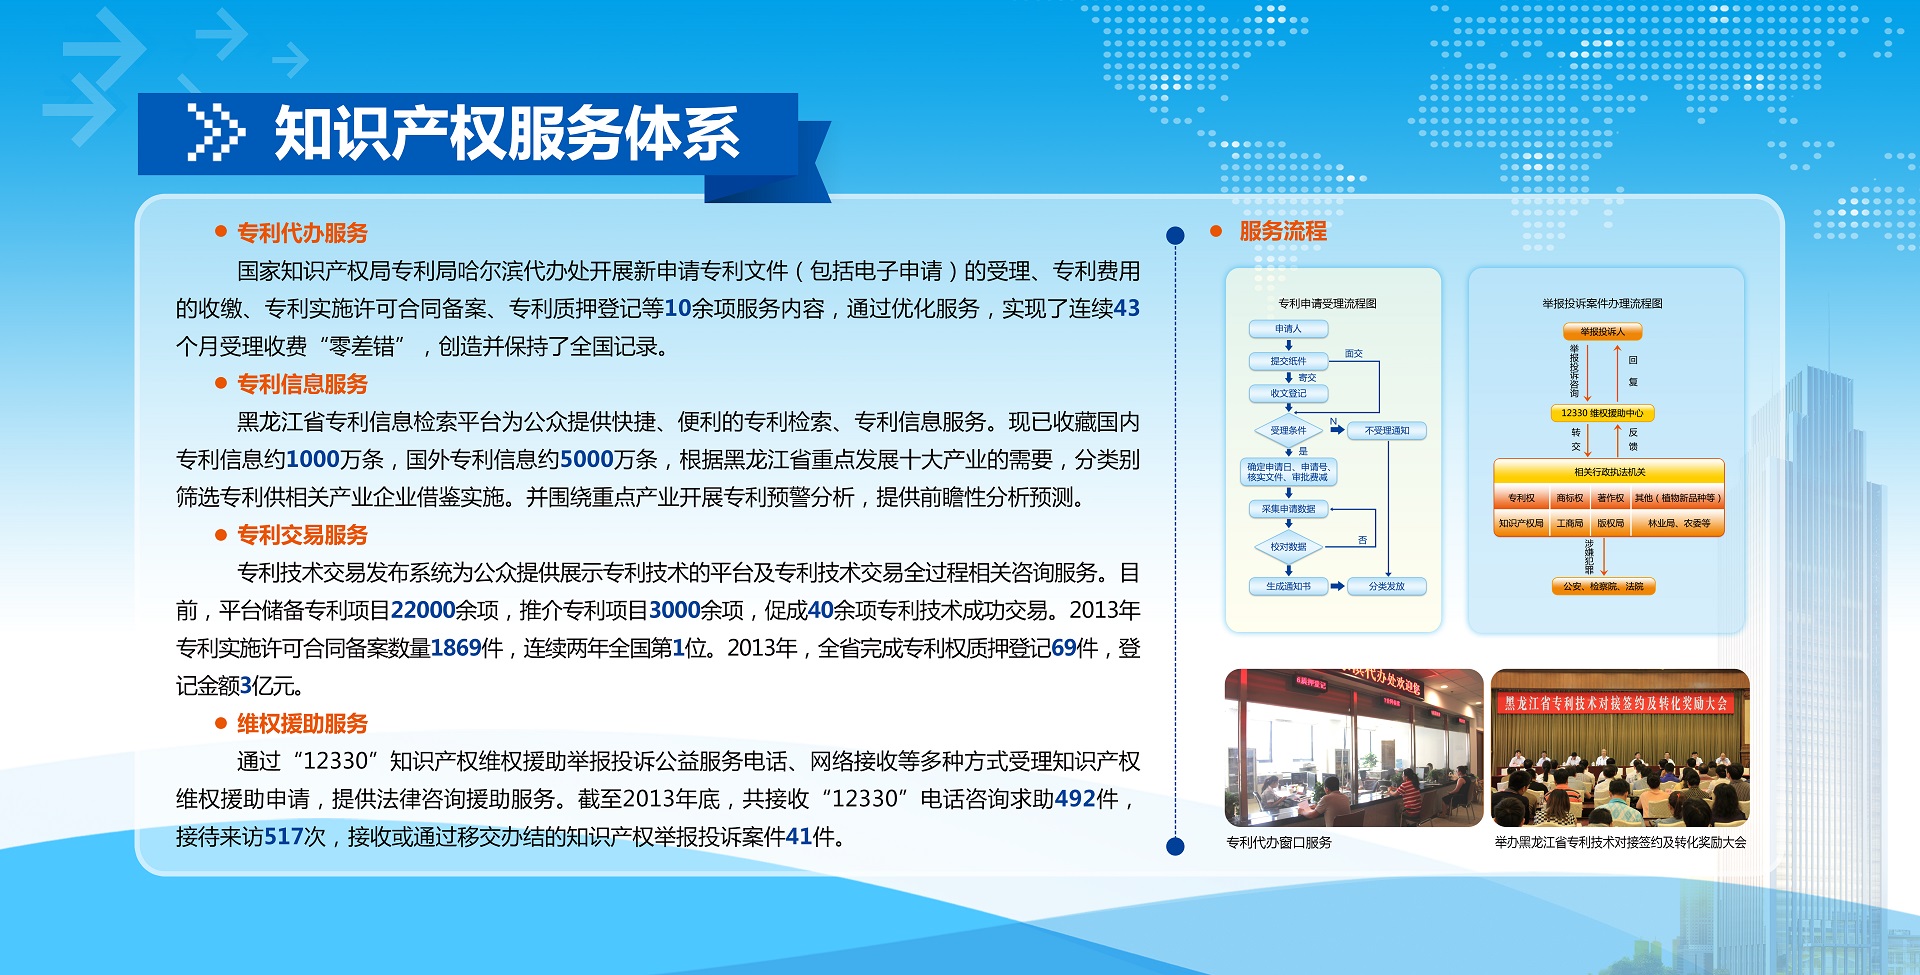 知识产权服务体系
专利代办服务
国家知识产权局专利局哈尔滨代办处开展新申请专利文件（包括电子申请）的受理、专利费用
的收缴、专利实施许可合同备案、专利质押登记等10余项服务内容，通过优化服务，实现了连续43
个月受理收费“零差错”，创造并保持了全国记录。
专利信息服务
黑龙江省专利信息检索平台为公众提供快捷、便利的专利检索、专利信息服务。现已收藏国内
专利信息约1000万条，国外专利信息约5000万条，根据黑龙江省重点发展十大产业的需要，分类别
筛选专利供相关产业企业借鉴实施。并围绕重点产业开展专利预警分析，提供前瞻性分析预测。
专利交易服务
专利技术交易发布系统为公众提供展示专利技术的平台及专利技术交易全过程相关咨询服务。目
前，平台储备专利项目22000余项，推介专利项目3000余项，促成40余项专利技术成功交易。2013年
专利实施许可合同备案数量1869件，连续两年全国第1位。2013年，全省完成专利权质押登记69件，登
记金额3亿元。
维权援助服务
通过“12330”知识产权维权援助举报投诉公益服务电话、网络接收等多种方式受理知识产权
维权援助申请，提供法律咨询援助服务。截至2013年底，共接收“12330”电话咨询求助492件，
接待来访517次，接收或通过移交办结的知识产权举报投诉案件41件。
服务流程
专利申请受理流程图
申请人
提交纸件
面交
寄交
收文登记
受理条件
N
不受理通知
是
确定申请日、申请号、
核实文件、审批费减
采集申请数据
校对数据
否
生成通知书
分类发放
举报投诉案件办理流程图
举报投诉人
举报投诉咨询
回复
12330 维权援助中心
转交
反馈
相关行政执法机关
专利权 商标权 著作权 其他（植物新品种等）
知识产权局 工商局 版权局 林业局、农委等
涉嫌犯罪
公安、检察院、法院
滨代办处欢迎您
黑龙江省专利技术对接签约及转化奖励大会
专利代办窗口服务
举办黑龙江省专利技术对接签约及转化奖励大会